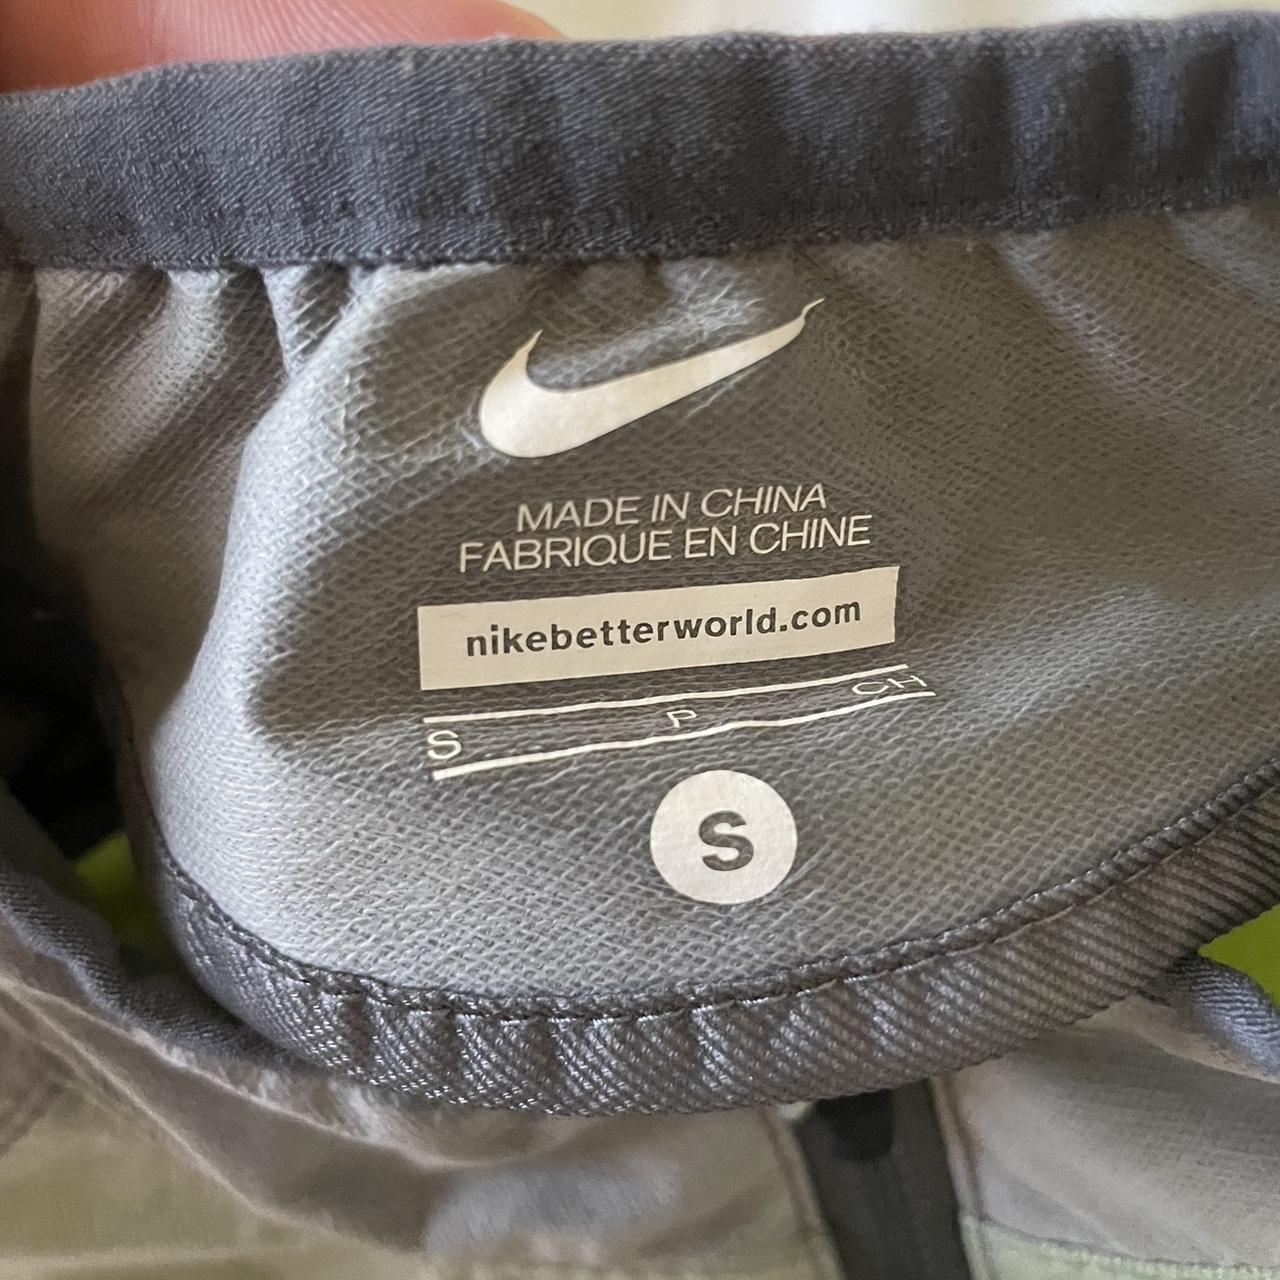 MADE IN CHINA
FABRIQUE EN CHINE
nikebetterworld.com
S P CH
S